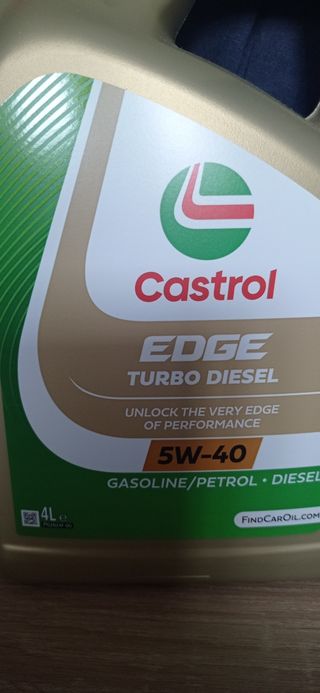 Castrol
EDGE
TURBO DIESEL
UNLOCK THE VERY EDGE
OF PERFORMANCE
5W-40
GASOLINE/PETROL · DIESEL
4L e
FINDCAROIL.COM